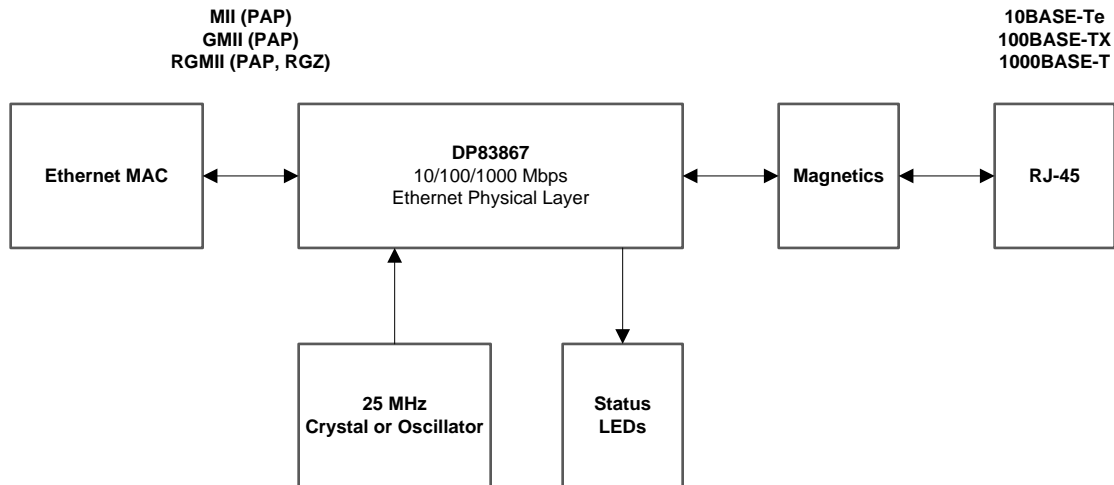 MII (PAP)
GMII (PAP)
RGMII (PAP, RGZ)
10BASE-Te
100BASE-TX
1000BASE-T
Ethernet MAC
DP83867
10/100/1000 Mbps
Ethernet Physical Layer
Magnetics
RJ-45
25 MHz
Crystal or Oscillator
Status
LEDs